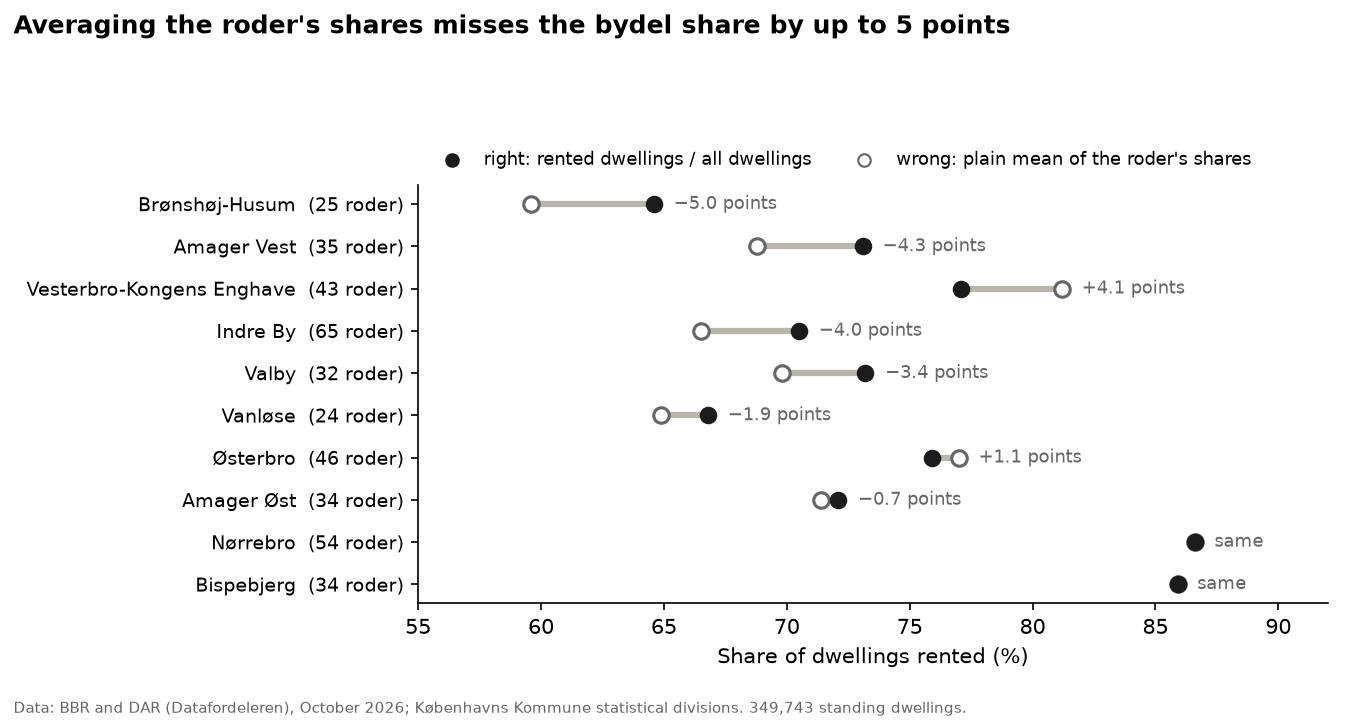 Averaging the roder's shares misses the bydel share by up to 5 points
right: rented dwellings / all dwellings wrong: plain mean of the roder's shares
Brønshøj-Husum (25 roder) −5.0 points
Amager Vest (35 roder) −4.3 points
Vesterbro-Kongens Enghave (43 roder) +4.1 points
Indre By (65 roder) −4.0 points
Valby (32 roder) −3.4 points
Vanløse (24 roder) −1.9 points
Østerbro (46 roder) +1.1 points
Amager Øst (34 roder) −0.7 points
Nørrebro (54 roder) same
Bispebjerg (34 roder) same
55 60 65 70 75 80 85 90
Share of dwellings rented (%)
Data: BBR and DAR (Datafordeleren), October 2026; Københavns Kommune statistical divisions. 349,743 standing dwellings.